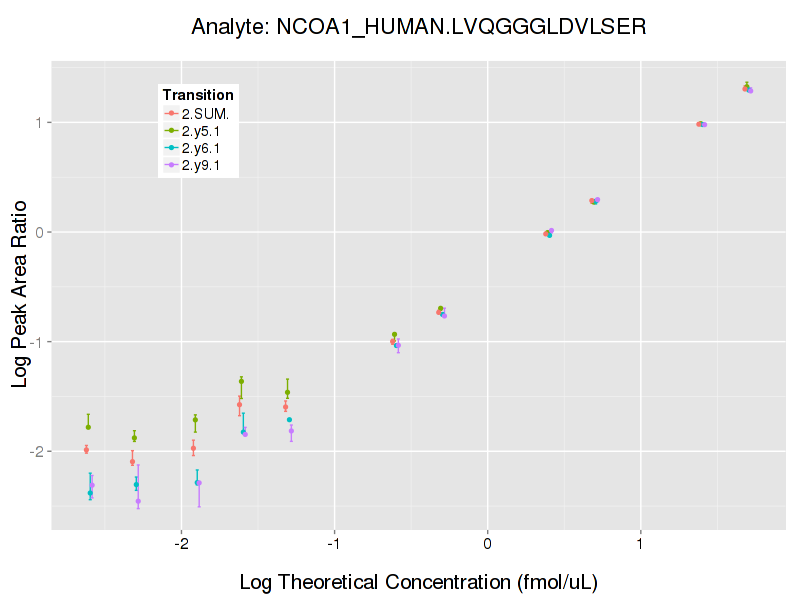 Analyte: NCOA1_HUMAN.LVQGGGLDVLSER
Transition
2.SUM.
2.y5.1
2.y6.1
2.y9.1
Log Peak Area Ratio
1
0
-1
-2
-2
-1
0
1
Log Theoretical Concentration (fmol/uL)